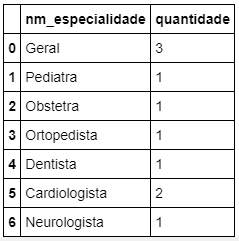 nm_especialidade quantidade
0 Geral 3
1 Pediatra 1
2 Obstetra 1
3 Ortopedista 1
4 Dentista 1
5 Cardiologista 2
6 Neurologista 1